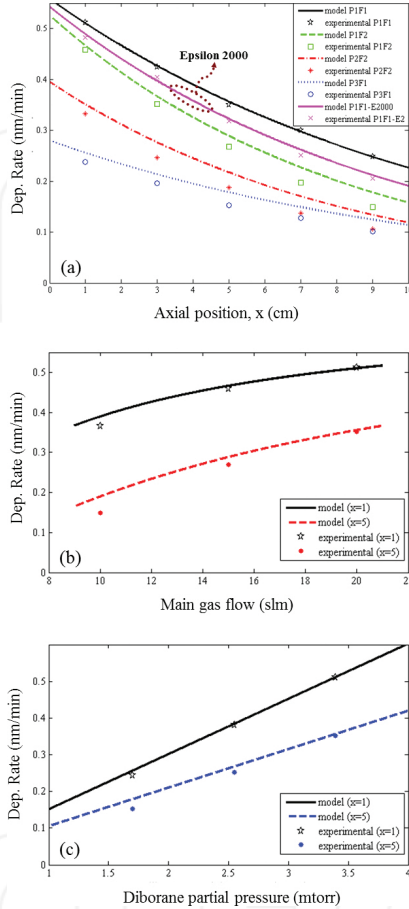 model P1F1
experimental P1F1
model P1F2
experimental P1F2
model P2F2
experimental P2F2
model P3F1
experimental P3F1
model P1F1-E2000
experimental P1F1-E2
Epsilon 2000
0.5
0.4
0.3
0.2
0.1
0
0 1 2 3 4 5 6 7 8 9 10
Dep. Rate (nm/min)
(a)
Axial position, x (cm)
0.5
0.4
0.3
0.2
0.1
0
8 10 12 14 16 18 20 22
Dep. Rate (nm/min)
model (x=1)
model (x=5)
experimental (x=1)
experimental (x=5)
(b)
Main gas flow (slm)
0.5
0.4
0.3
0.2
0.1
0
1 1.5 2 2.5 3 3.5 4
Dep. Rate (nm/min)
model (x=1)
model (x=5)
experimental (x=1)
experimental (x=5)
(c)
Diborane partial pressure (mtorr)